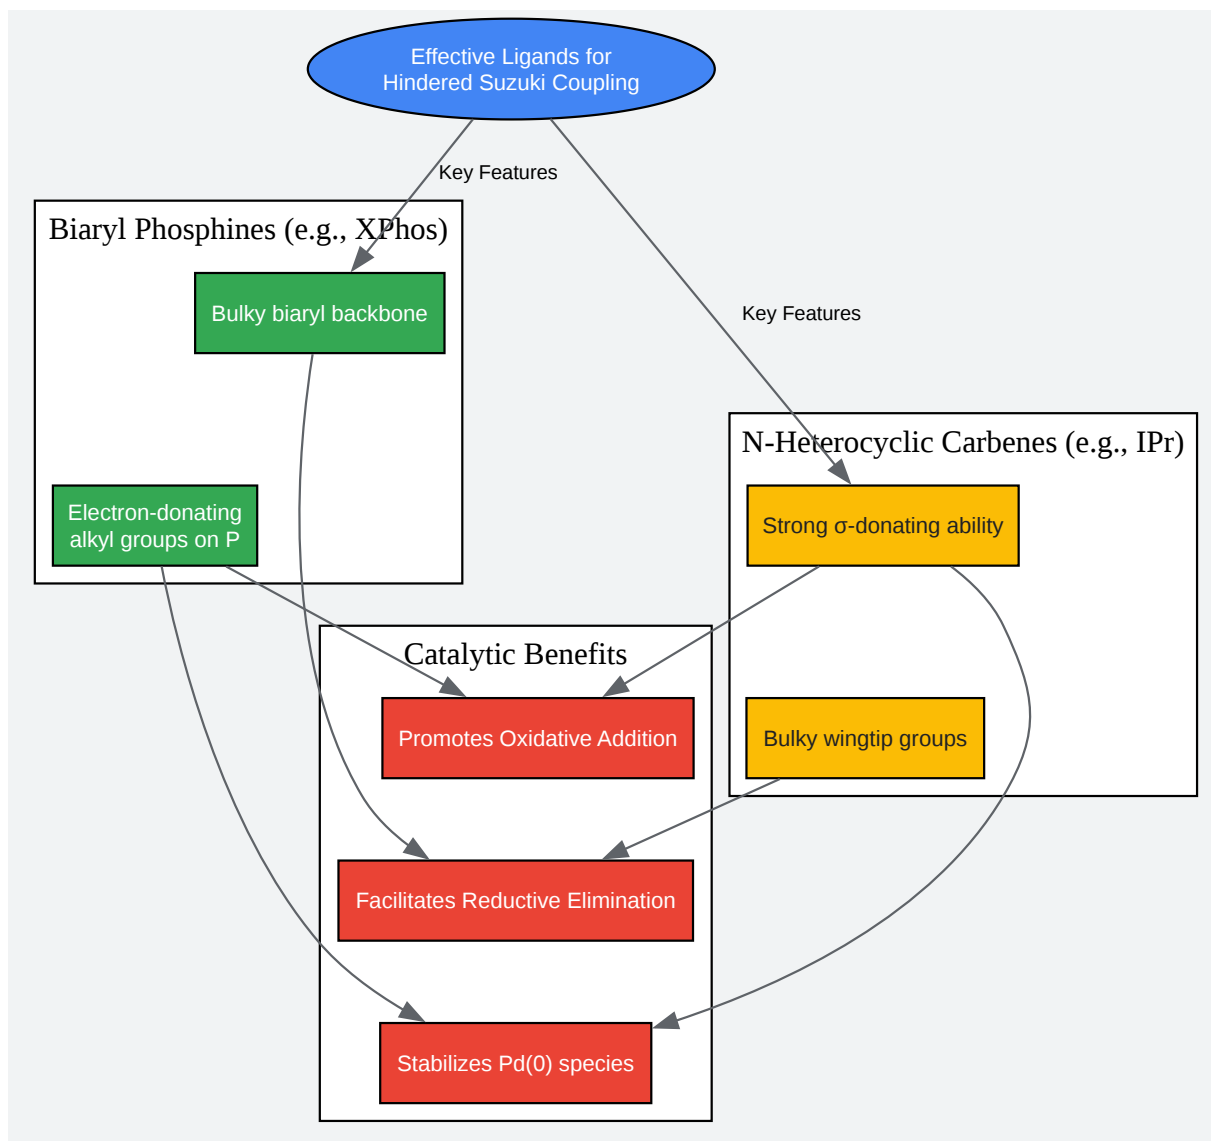 Effective Ligands for
Hindered Suzuki Coupling
Key Features
Biaryl Phosphines (e.g., XPhos)
Bulky biaryl backbone
Key Features
N-Heterocyclic Carbenes (e.g., IPr)
Electron-donating
alkyl groups on P
Strong σ-donating ability
Catalytic Benefits
Promotes Oxidative Addition
Bulky wingtip groups
Facilitates Reductive Elimination
Stabilizes Pd(0) species